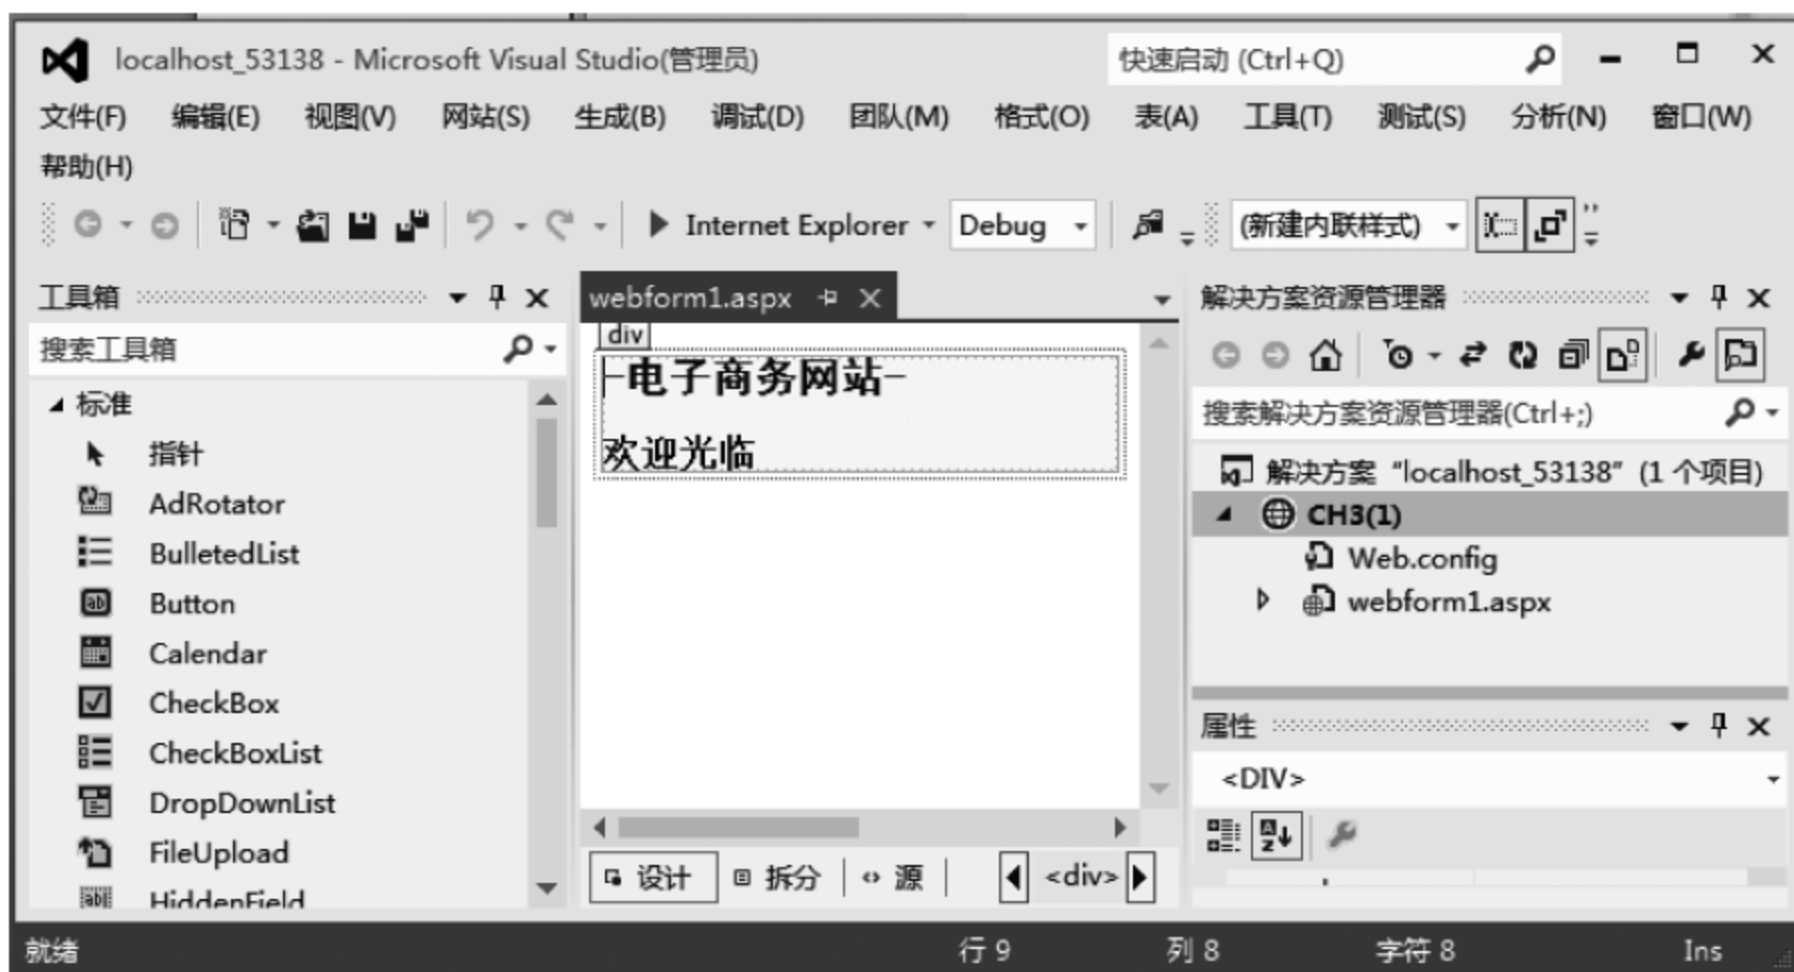 localhost_53138 - Microsoft Visual Studio(管理员)
快速启动 (Ctrl+Q)
文件(F) 编辑(E) 视图(V) 网站(S) 生成(B) 调试(D) 团队(M) 格式(O) 表(A) 工具(T) 测试(S) 分析(N) 窗口(W)
帮助(H)
Internet Explorer Debug (新建内联样式)
工具箱
搜索工具箱
标准
指针
AdRotator
BulletedList
Button
Calendar
CheckBox
CheckBoxList
DropDownList
FileUpload
HiddenField
webform1.aspx
div
-电子商务网站-
欢迎光临
设计 拆分 源 <div>
解决方案资源管理器
搜索解决方案资源管理器(Ctrl+;)
解决方案 "localhost_53138" (1 个项目)
CH3(1)
Web.config
webform1.aspx
属性
<DIV>
就绪 行 9 列 8 字符 8 Ins